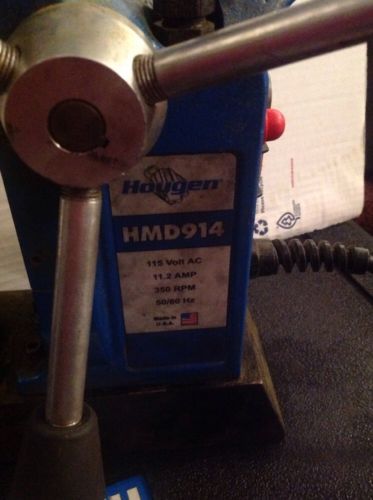 Hougen
HMD914
115 Volt AC
11.2 AMP
350 RPM
50/60 Hz
Made in
U.S.A.